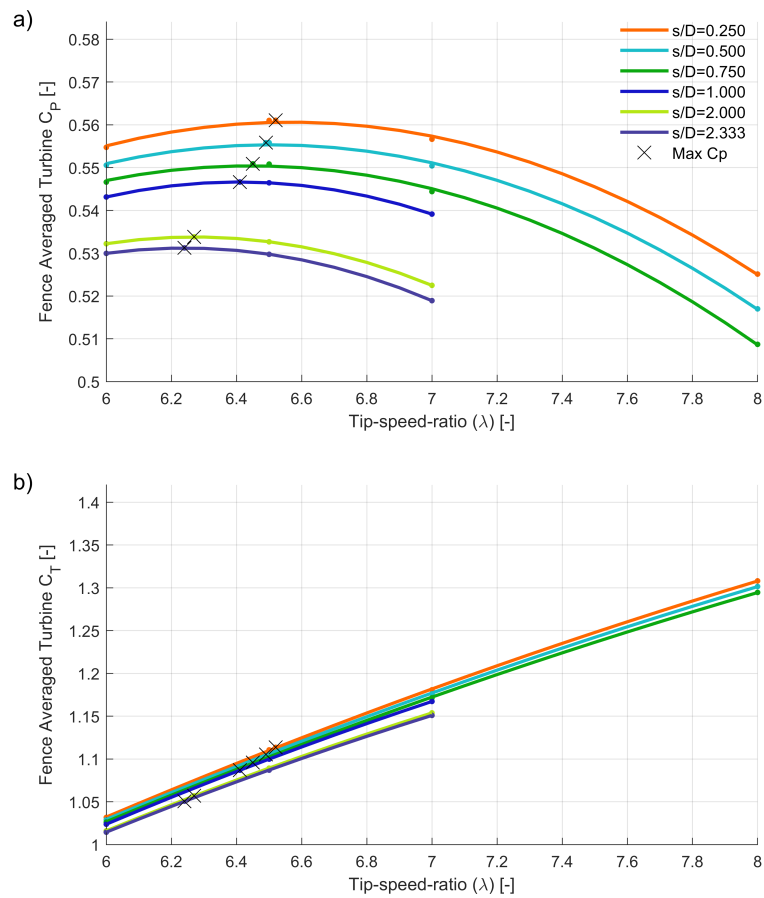 a)
Fence Averaged Turbine C_P [-]
0.58
0.57
0.56
0.55
0.54
0.53
0.52
0.51
0.5
s/D=0.250
s/D=0.500
s/D=0.750
s/D=1.000
s/D=2.000
s/D=2.333
Max Cp
6 6.2 6.4 6.6 6.8 7 7.2 7.4 7.6 7.8 8
Tip-speed-ratio (λ) [-]
b)
Fence Averaged Turbine C_T [-]
1.4
1.35
1.3
1.25
1.2
1.15
1.1
1.05
1
6 6.2 6.4 6.6 6.8 7 7.2 7.4 7.6 7.8 8
Tip-speed-ratio (λ) [-]